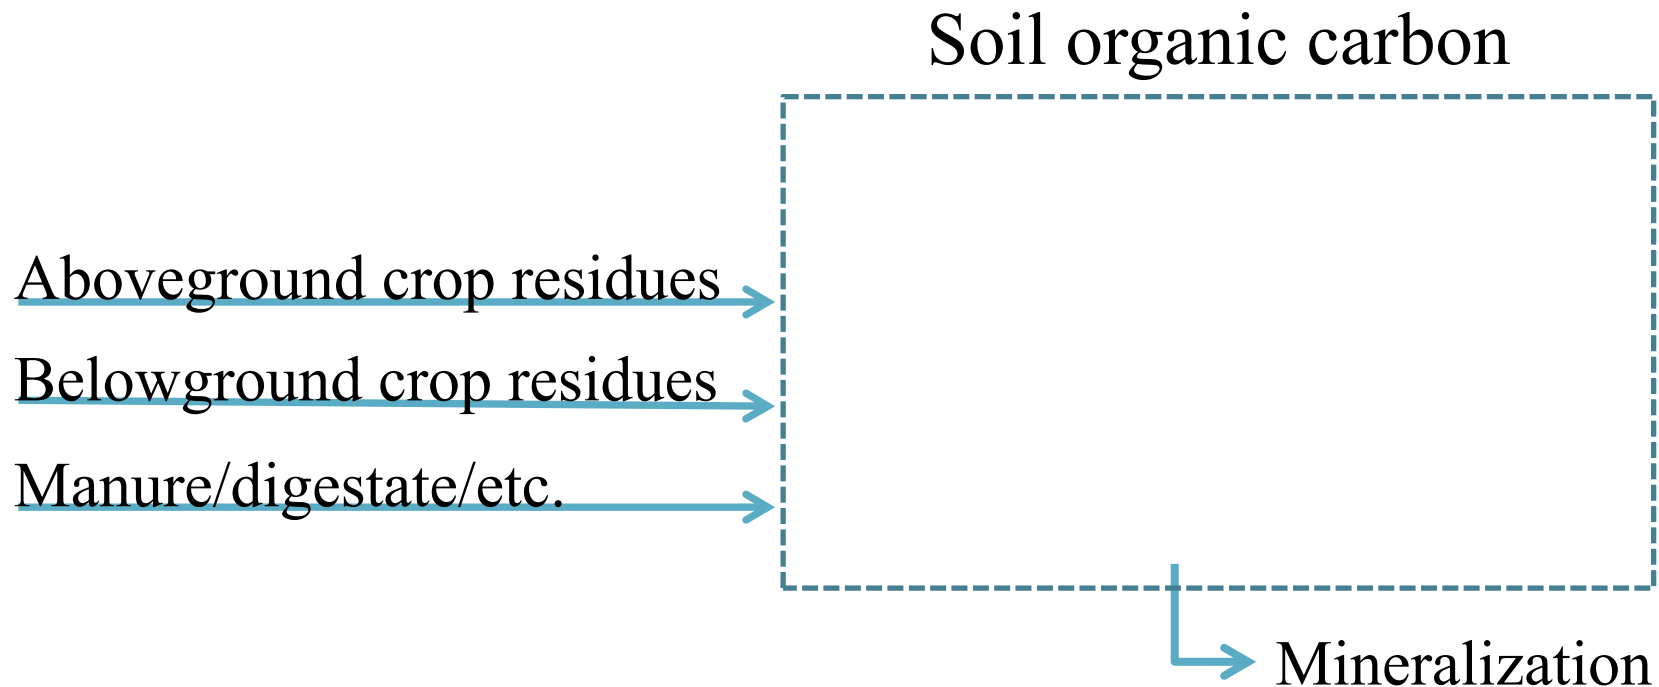 Soil organic carbon
Aboveground crop residues
Belowground crop residues
Manure/digestate/etc.
Mineralization